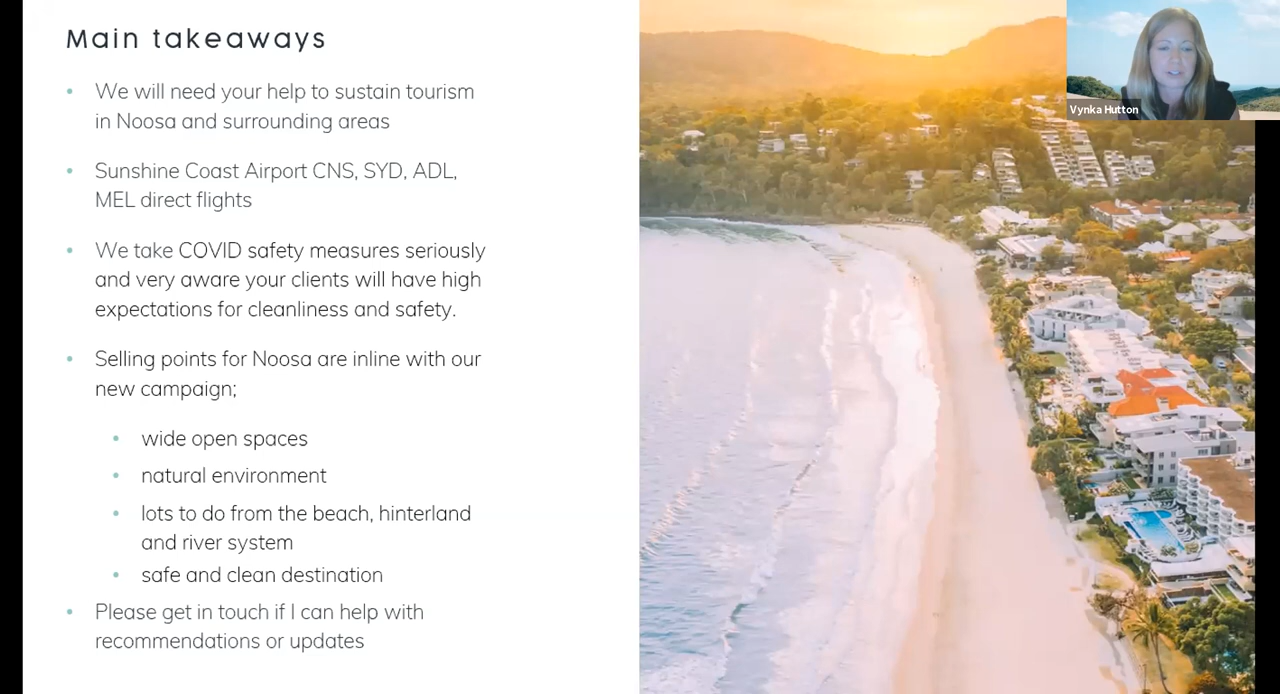 Main takeaways
We will need your help to sustain tourism
in Noosa and surrounding areas
Sunshine Coast Airport CNS, SYD, ADL,
MEL direct flights
We take COVID safety measures seriously
and very aware your clients will have high
expectations for cleanliness and safety.
Selling points for Noosa are inline with our
new campaign;
wide open spaces
natural environment
lots to do from the beach, hinterland
and river system
safe and clean destination
Please get in touch if I can help with
recommendations or updates
Vynka Hutton